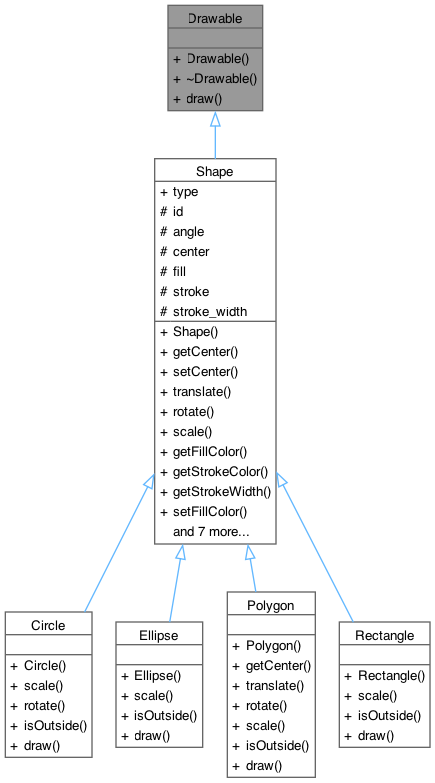 Drawable
+ Drawable()
+ ~Drawable()
+ draw()
Shape
+ type
# id
# angle
# center
# fill
# stroke
# stroke_width
+ Shape()
+ getCenter()
+ setCenter()
+ translate()
+ rotate()
+ scale()
+ getFillColor()
+ getStrokeColor()
+ getStrokeWidth()
+ setFillColor()
and 7 more...
Circle
+ Circle()
+ scale()
+ rotate()
+ isOutside()
+ draw()
Ellipse
+ Ellipse()
+ scale()
+ isOutside()
+ draw()
Polygon
+ Polygon()
+ getCenter()
+ translate()
+ rotate()
+ scale()
+ isOutside()
+ draw()
Rectangle
+ Rectangle()
+ scale()
+ isOutside()
+ draw()